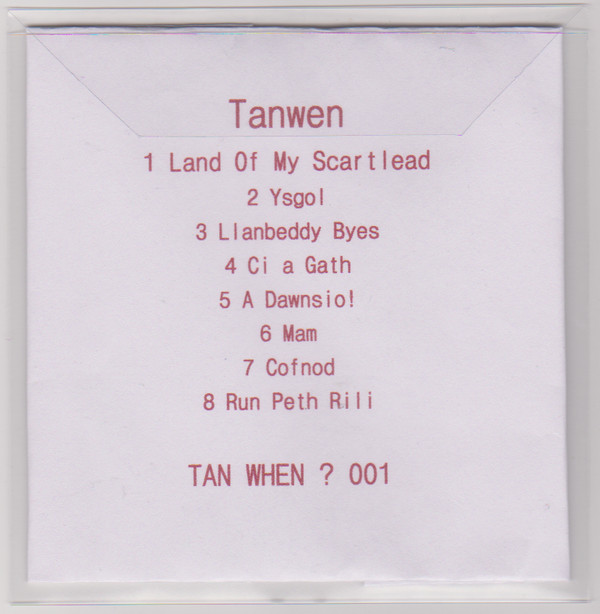 Tanwen
1 Land Of My Scartlead
2 Ysgol
3 Llanbeddy Byes
4 Ci a Gath
5 A Dawnsio!
6 Mam
7 Cofnod
8 Run Peth Rili
TAN WHEN ? 001